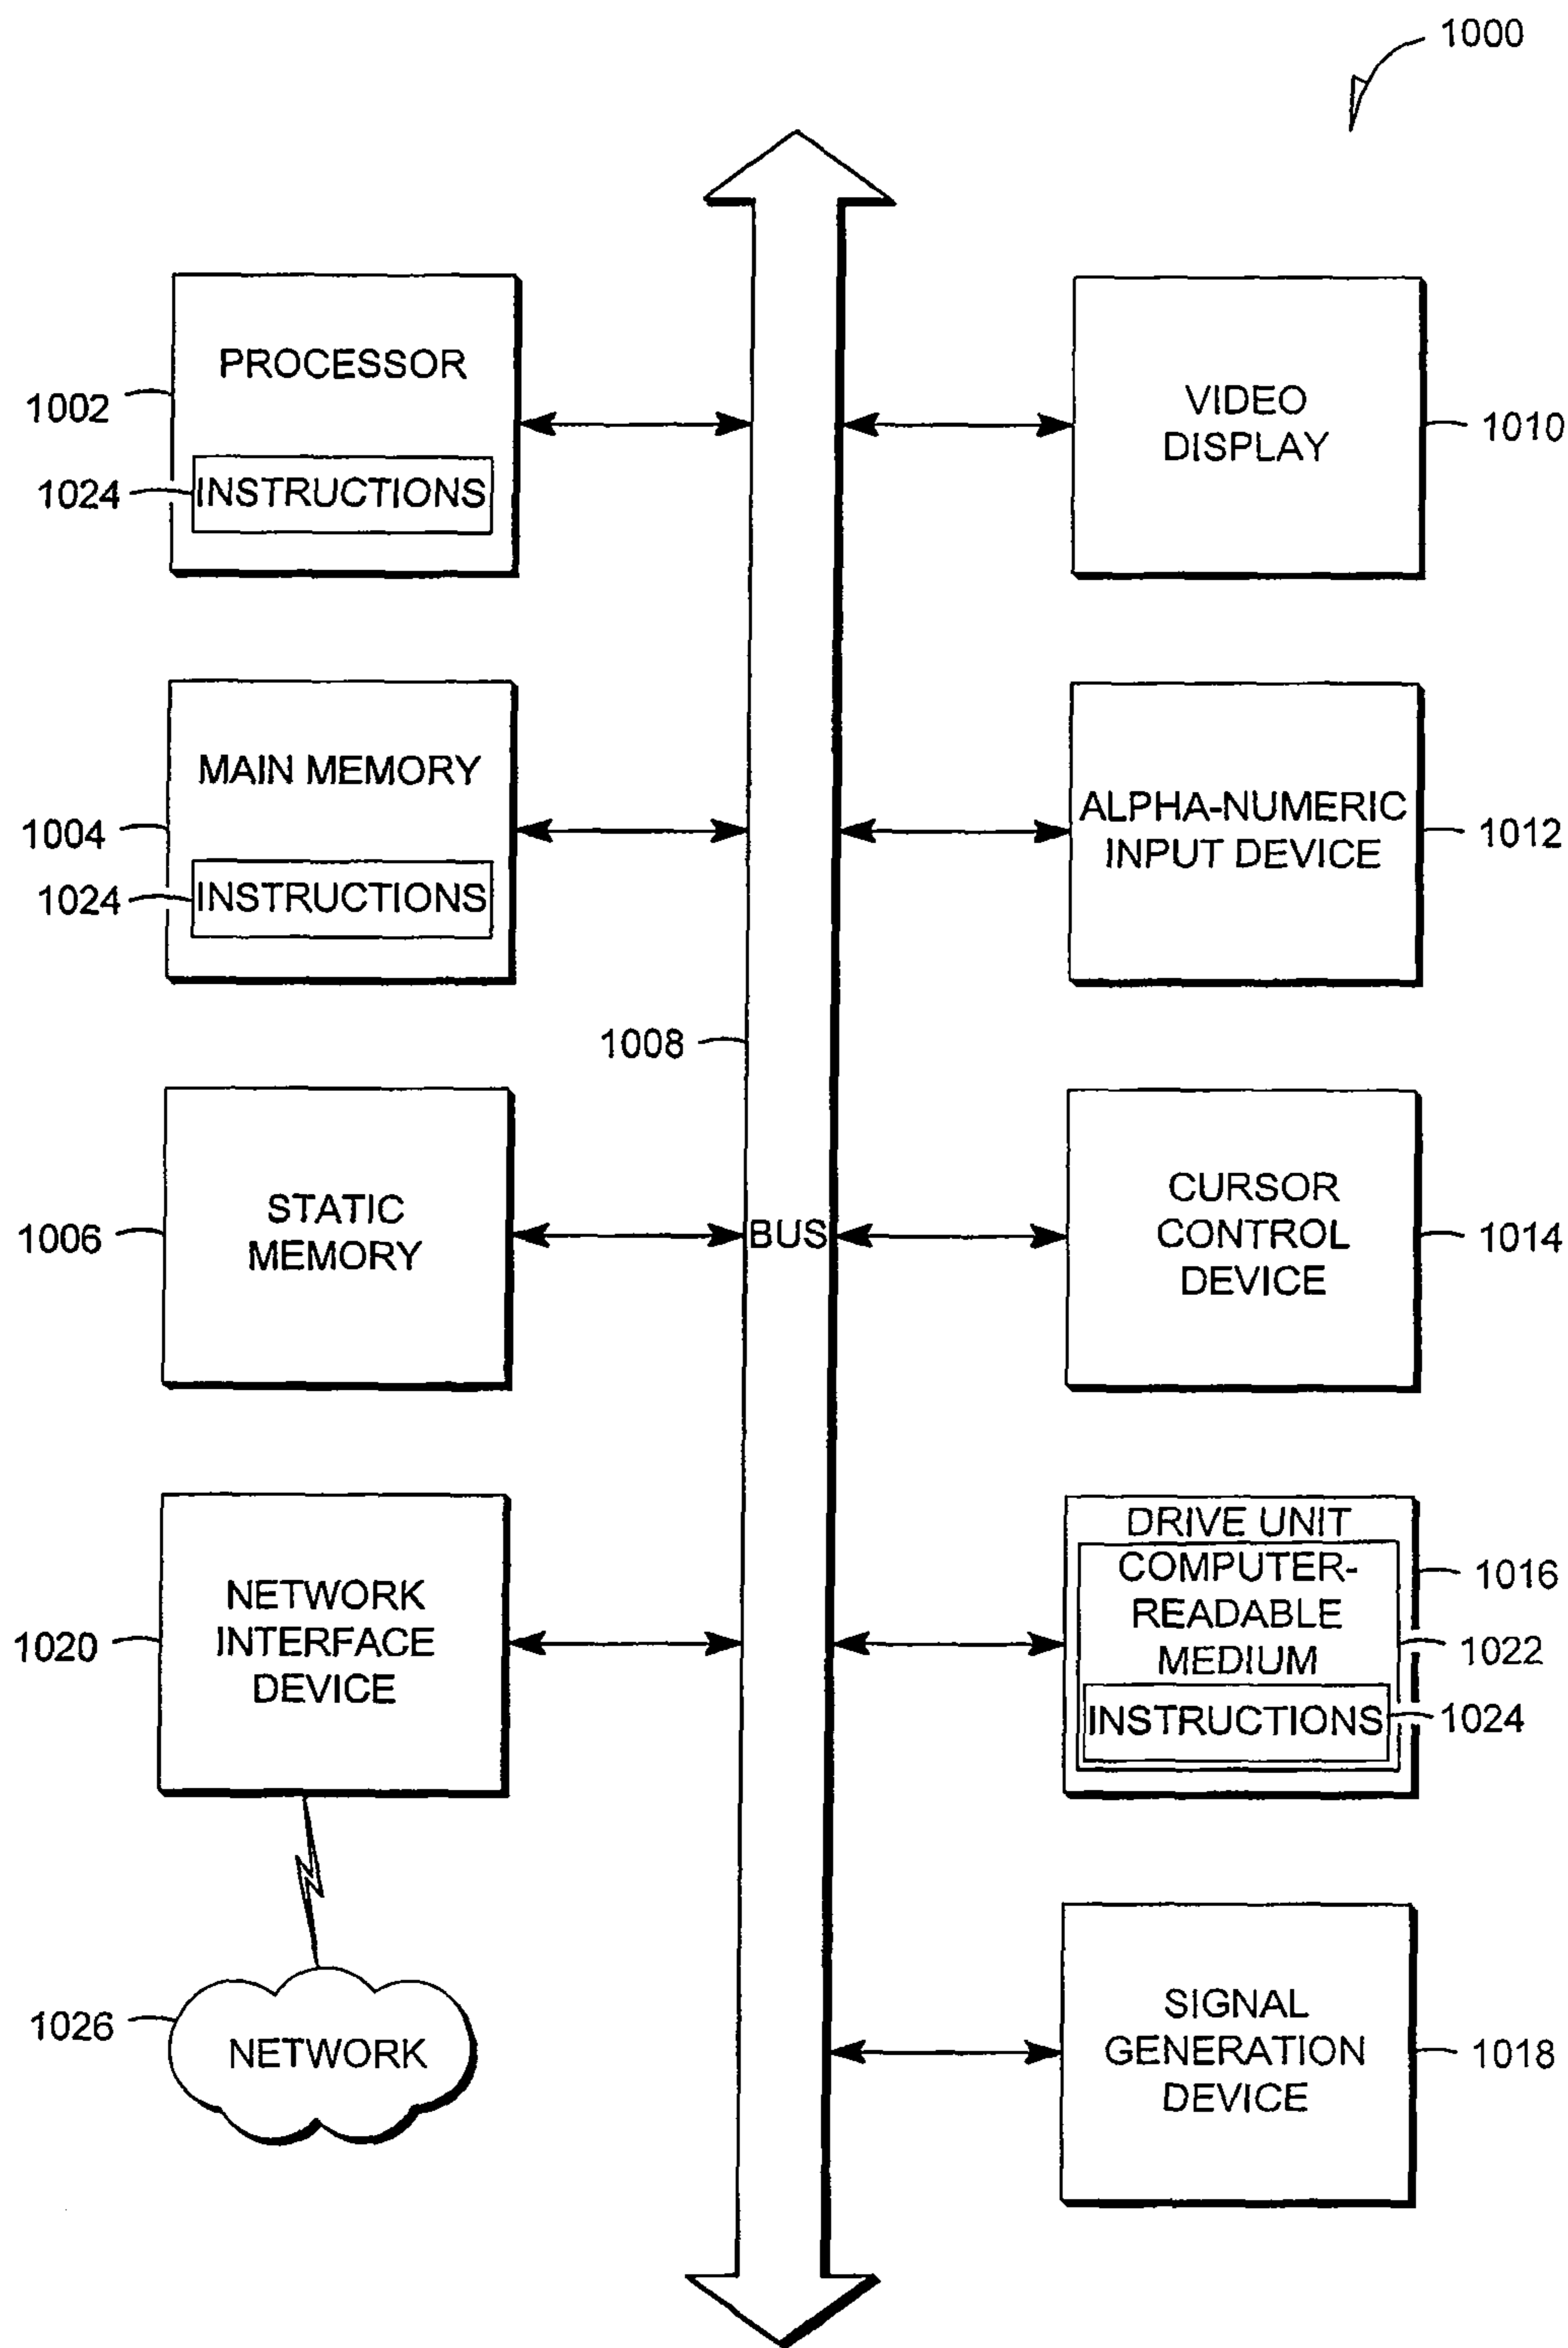 1000
PROCESSOR
1002
1024
INSTRUCTIONS
VIDEO
DISPLAY
1010
MAIN MEMORY
1004
1024
INSTRUCTIONS
ALPHA-NUMERIC
INPUT DEVICE
1012
1008
STATIC
MEMORY
1006
BUS
CURSOR
CONTROL
DEVICE
1014
NETWORK
INTERFACE
DEVICE
1020
DRIVE UNIT
COMPUTER-
READABLE
MEDIUM
INSTRUCTIONS
1016
1022
1024
1026
NETWORK
SIGNAL
GENERATION
DEVICE
1018